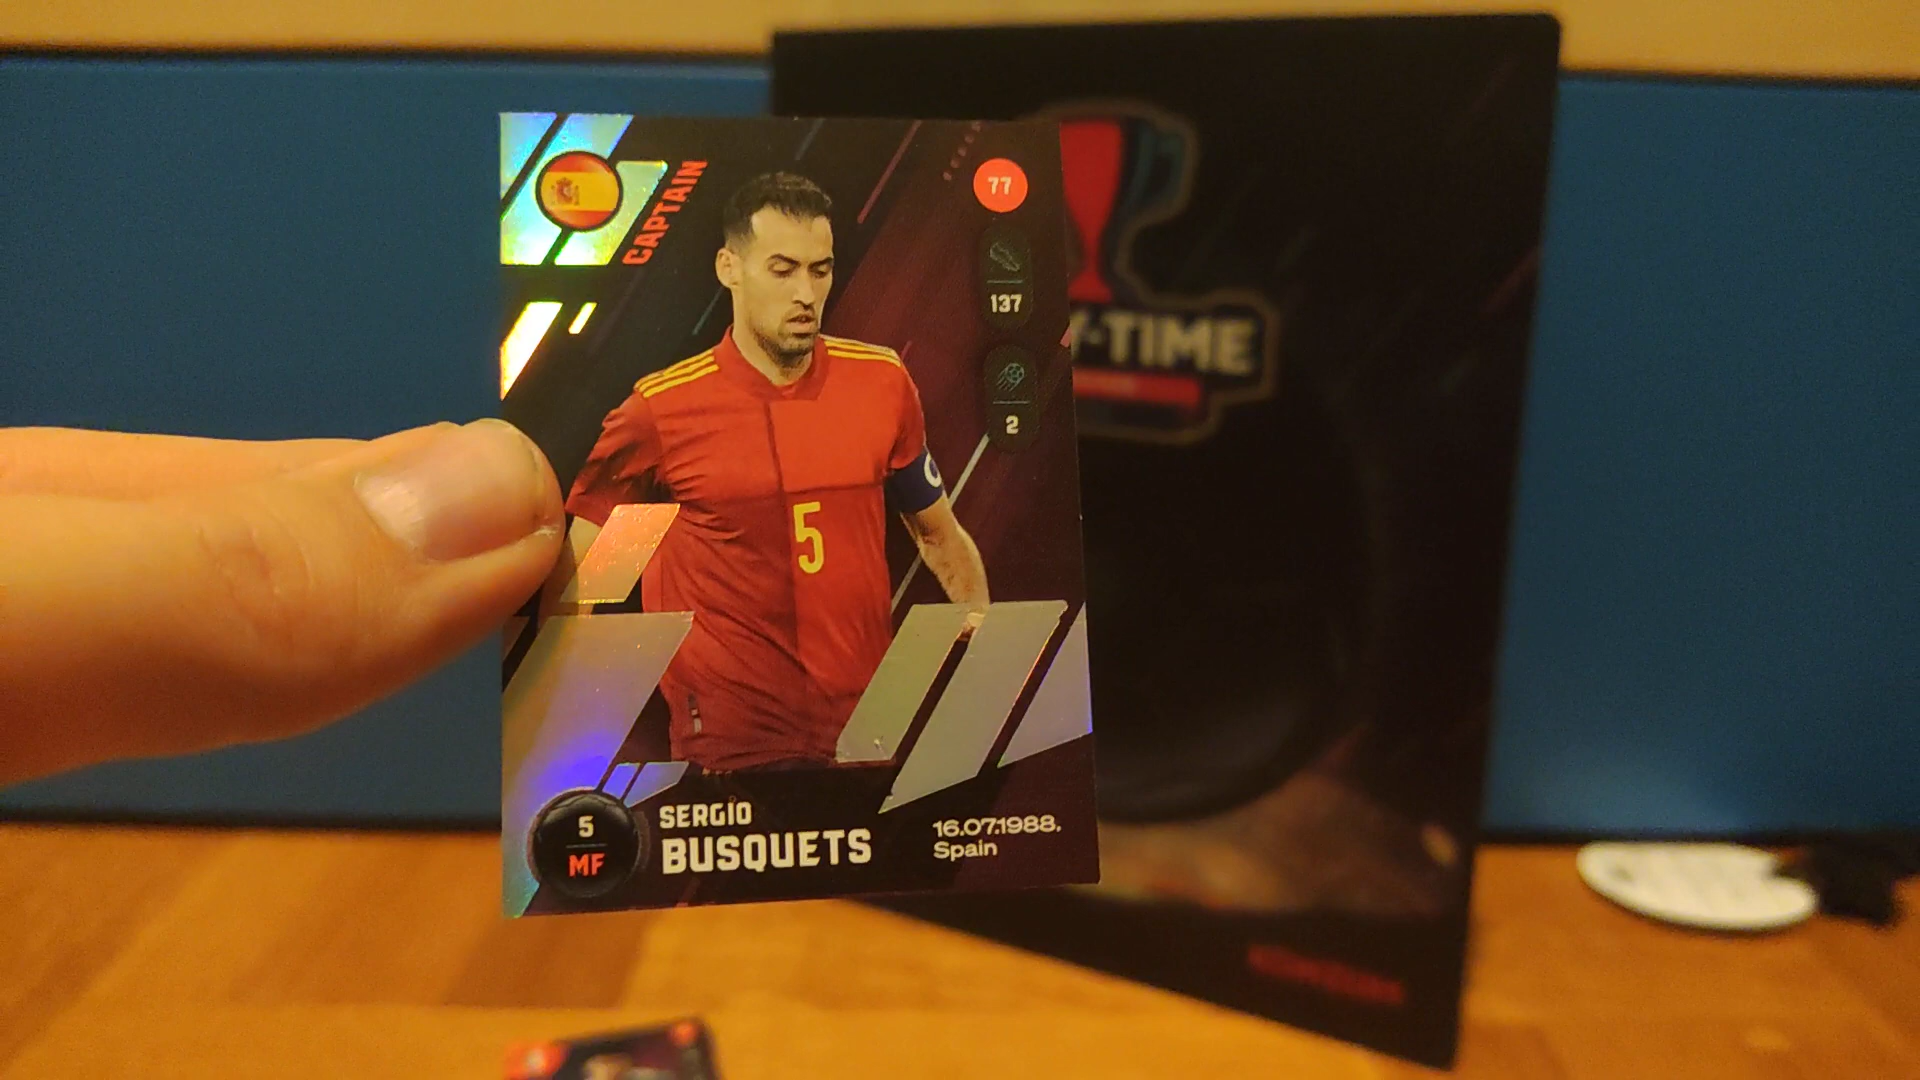 CAPTAIN
77
137
2
5
5
MF
SERGIO
BUSQUETS
16.07.1988.
Spain
-TIME